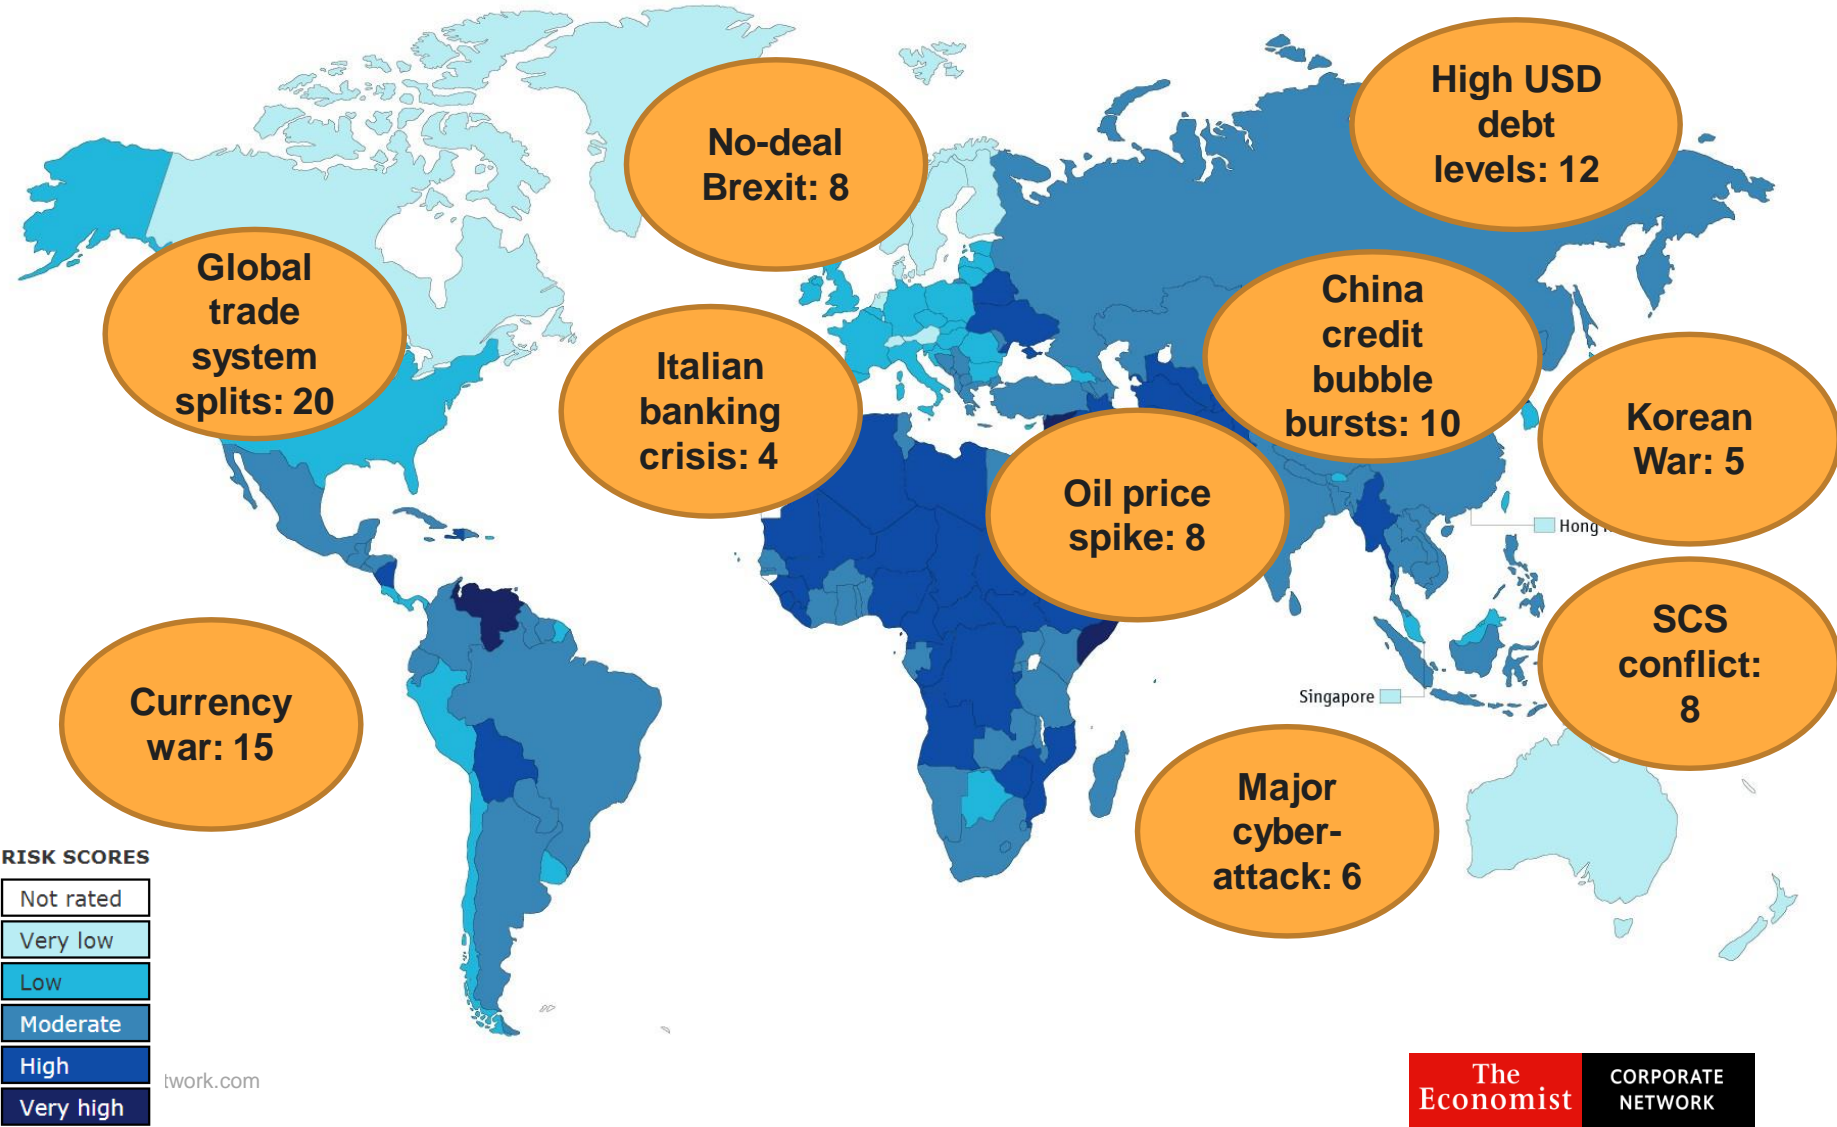 High USD
debt
levels: 12
No-deal
Brexit: 8
Global
trade
system
splits: 20
China
credit
bubble
bursts: 10
Italian
banking
crisis: 4
Korean
War: 5
Oil price
spike: 8
Hong
SCS
conflict:
8
Singapore
Currency
war: 15
Major
cyber-
attack: 6
RISK SCORES
Not rated
Very low
Low
Moderate
High
Very high
twork.com
The
Economist
CORPORATE
NETWORK